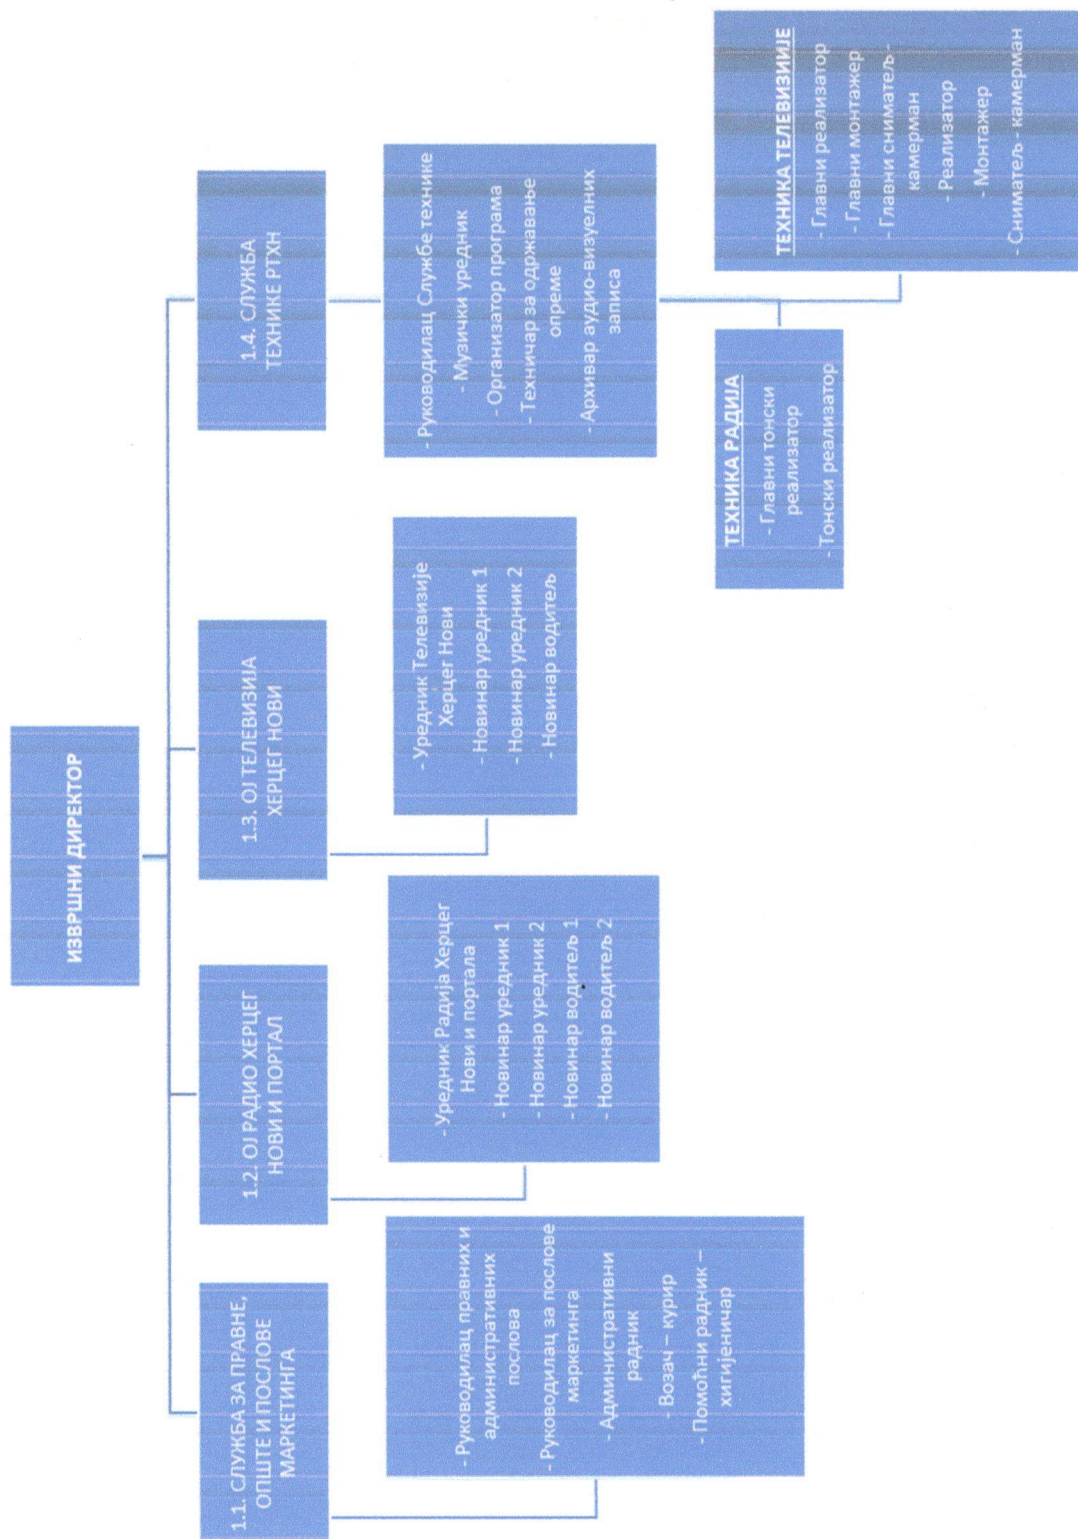 ИЗВРШНИ ДИРЕКТОР
1.1. СЛУЖБА ЗА ПРАВНЕ,
ОПШТЕ И ПОСЛОВЕ
МАРКЕТИНГА
- Руководилац правних и
административних
послова
- Руководилац за послове
маркетинга
- Административни
радник
- Возач – курир
- Помоћни радник –
хигијеничар
1.2. ОЈ РАДИО ХЕРЦЕГ
НОВИ И ПОРТАЛ
- Уредник Радија Херцег
Нови и портала
- Новинар уредник 1
- Новинар уредник 2
- Новинар водитељ 1
- Новинар водитељ 2
1.3. ОЈ ТЕЛЕВИЗИЈА
ХЕРЦЕГ НОВИ
- Уредник Телевизије
Херцег Нови
- Новинар уредник 1
- Новинар уредник 2
- Новинар водитељ
1.4. СЛУЖБА
ТЕХНИКЕ РТХН
- Руководилац Службе технике
- Музички уредник
- Организатор програма
- Техничар за одржавање
опреме
- Архивар аудио-визуелних
записа
ТЕХНИКА РАДИЈА
- Главни тонски
реализатор
- Тонски реализатор
ТЕХНИКА ТЕЛЕВИЗИЈЕ
- Главни реализатор
- Главни монтажер
- Главни сниматељ -
камерман
- Реализатор
- Монтажер
- Сниматељ - камерман